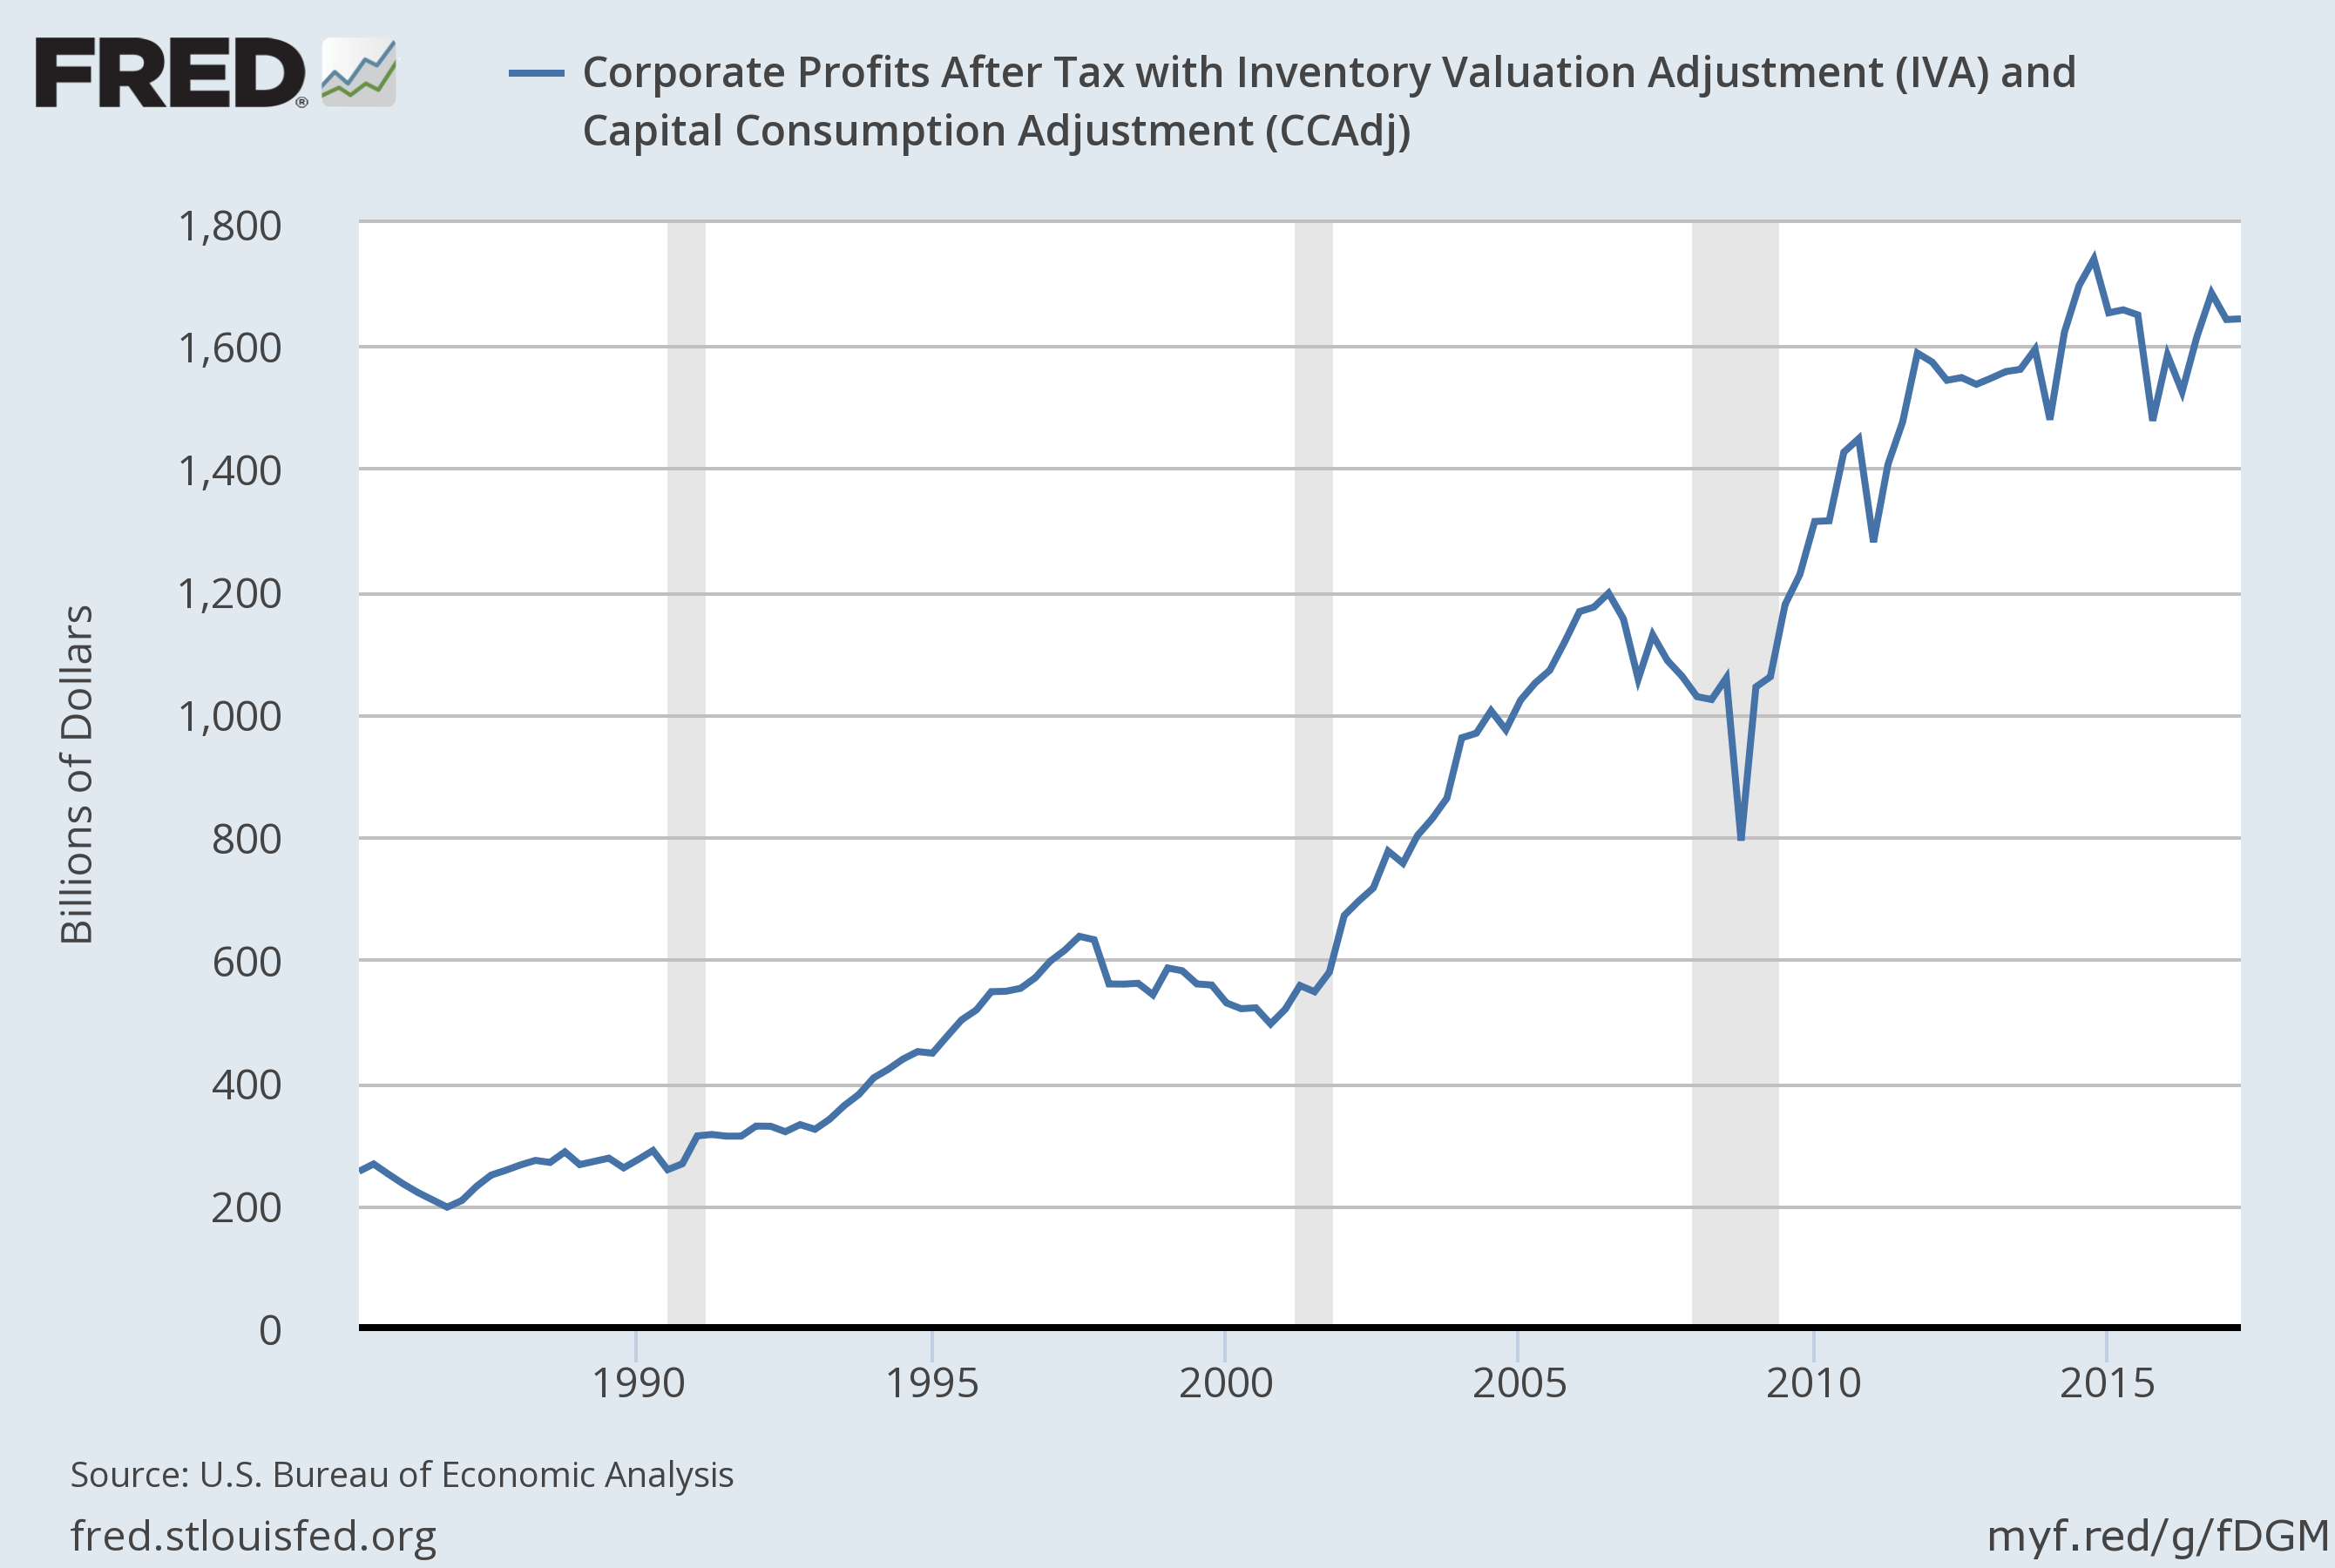 FRED®
Corporate Profits After Tax with Inventory Valuation Adjustment (IVA) and
Capital Consumption Adjustment (CCAdj)
1,800
1,600
1,400
1,200
1,000
800
600
400
200
0
Billions of Dollars
1990 1995 2000 2005 2010 2015
Source: U.S. Bureau of Economic Analysis
fred.stlouisfed.org
myf.red/g/fDGM